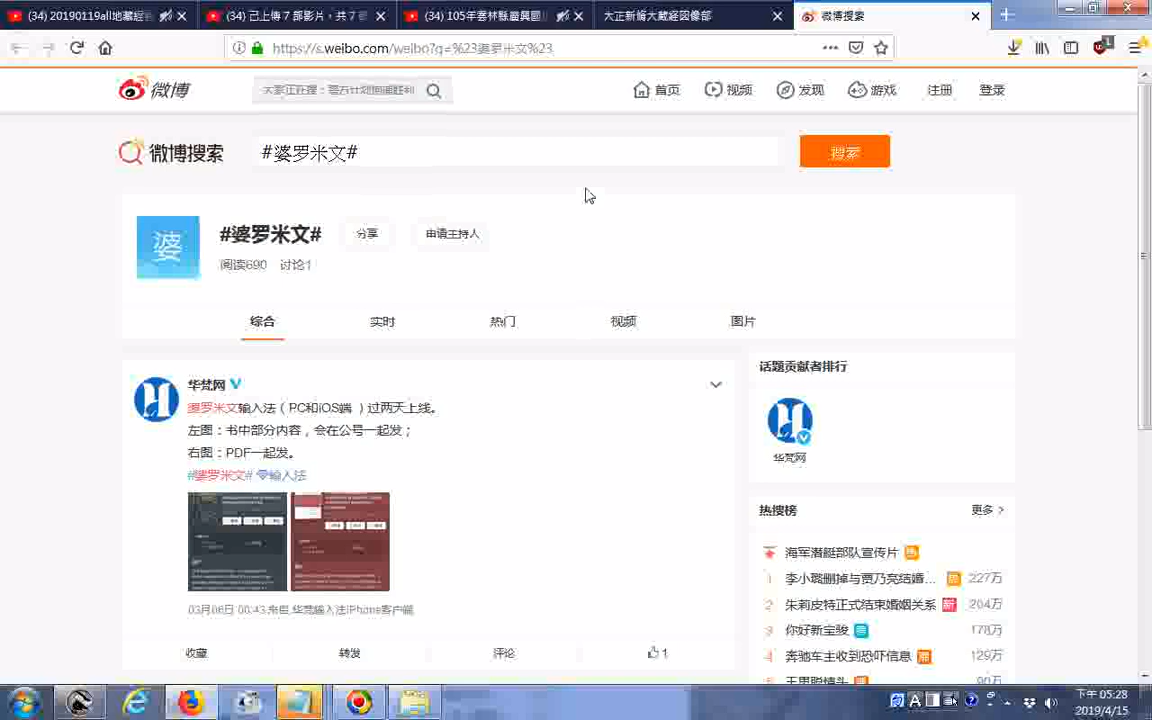 (34) 20190119all地藏經
(34) 已上傳 7 部影片，共 7
(34) 105年雲林縣
大正新脩大藏經図像部
微博搜索
https://s.weibo.com/weibo?q=%23婆罗米文%23
微博
首页
视频
发现
游戏
注册
登录
微博搜索
#婆罗米文#
搜索
婆
#婆罗米文#
分享
申请主持人
阅读690 讨论1
综合
实时
热门
视频
图片
华梵网
婆罗米文输入法（PC和iOS端 ）过两天上线。
左图：书中部分内容，会在公号一起发；
右图：PDF一起发。
#婆罗米文# 输入法
03月06日 00:43 来自 华梵输入法iPhone客户端
收藏
转发
评论
1
话题贡献者排行
华梵网
热搜榜
更多 >
海军潜艇部队宣传片 热
1 李小璐删掉与贾乃亮结婚... 227万
2 朱莉皮特正式结束婚姻关系 新 204万
3 你好新宝骏 178万
4 奔驰车主收到恐吓信息 129万
90万
下午 05:28
2019/4/15